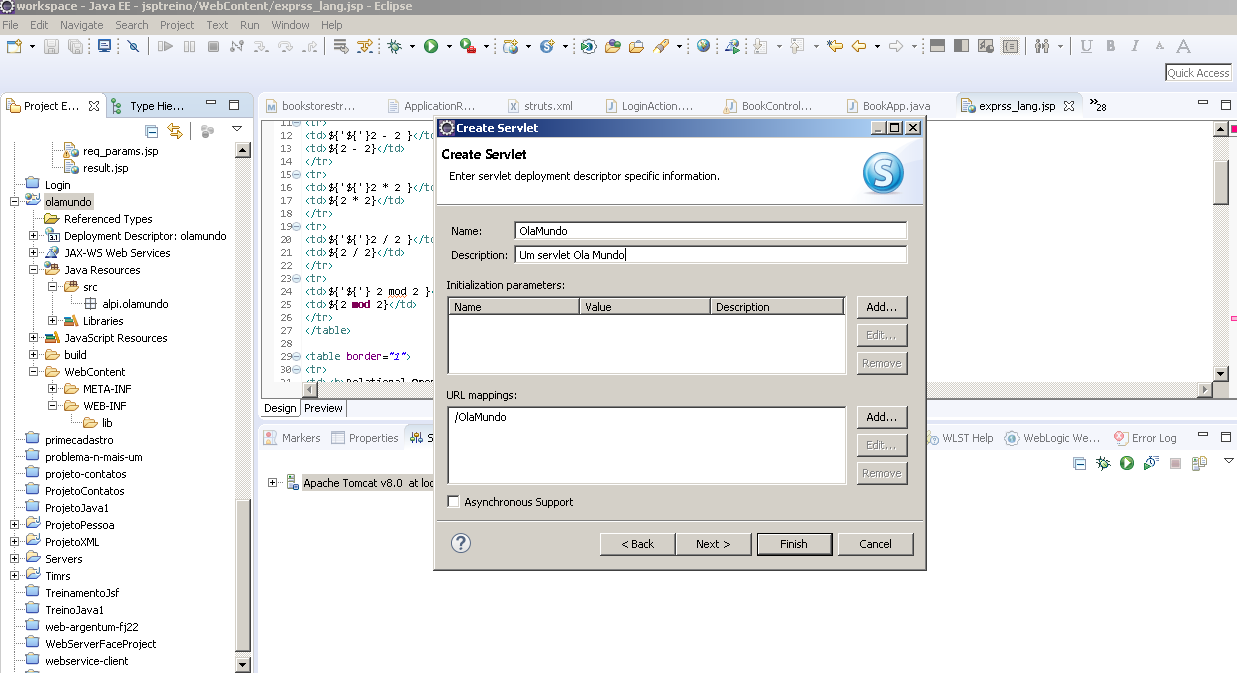 workspace - Java EE - jsptreino/WebContent/exprss_lang.jsp - Eclipse
File Edit Navigate Search Project Text Run Window Help
Quick Access
Project E... Type Hie...
req_params.jsp
result.jsp
Login
olamundo
Referenced Types
Deployment Descriptor: olamundo
JAX-WS Web Services
Java Resources
src
alpi.olamundo
Libraries
JavaScript Resources
build
WebContent
META-INF
WEB-INF
lib
primecadastro
problema-n-mais-um
projeto-contatos
ProjetoContatos
ProjetoJava1
ProjetoPessoa
ProjetoXML
Servers
Timrs
TreinamentoJsf
TreinoJava1
web-argentum-fj22
WebServerFaceProject
webservice-client
bookstorestr... ApplicationR... struts.xml LoginAction.... BookControl... BookApp.java exprss_lang.jsp »28
11 <tr>
12 <td>${'${'}2 - 2 }</td
13 <td>${2 - 2}</td>
14 </tr>
15 <tr>
16 <td>${'${'}2 * 2 }</td
17 <td>${2 * 2}</td>
18 </tr>
19 <tr>
20 <td>${'${'}2 / 2 }</td
21 <td>${2 / 2}</td>
22 </tr>
23 <tr>
24 <td>${'${'} 2 mod 2 }<
25 <td>${2 mod 2}</td>
26 </tr>
27 </table>
28
29 <table border="1">
30 <tr>
31 <td><b>Relational Oper
Design Preview
Markers Properties S
WLST Help WebLogic We... Error Log
Apache Tomcat v8.0 at loc
Create Servlet
Create Servlet
Enter servlet deployment descriptor specific information.
Name: OlaMundo
Description: Um servlet Ola Mundo
Initialization parameters:
Name Value Description
Add...
Edit...
Remove
URL mappings:
/OlaMundo
Add...
Edit...
Remove
Asynchronous Support
? < Back Next > Finish Cancel